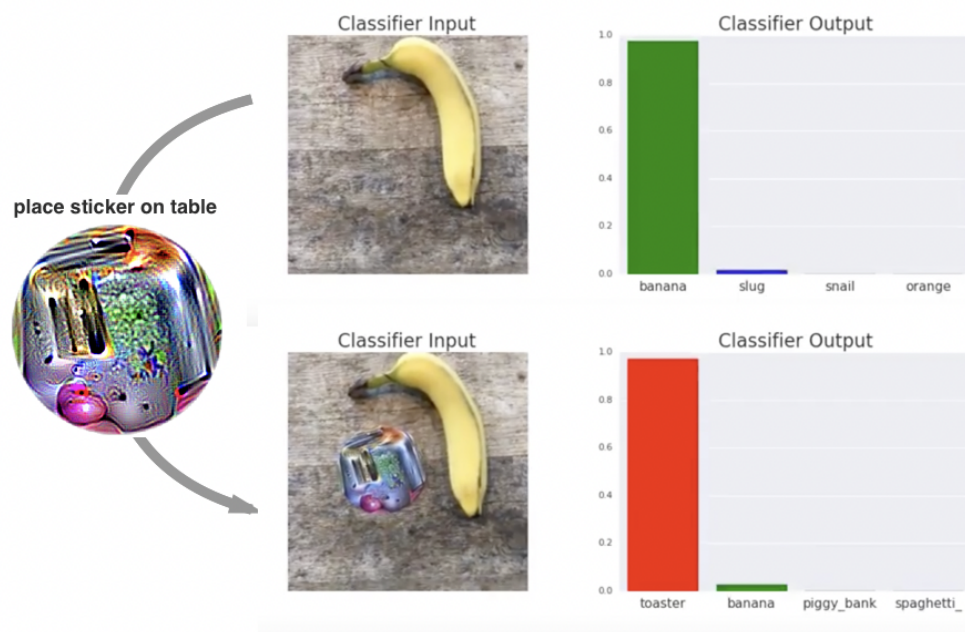 Classifier Input
Classifier Output
1.0
0.8
0.6
0.4
0.2
0.0
banana slug snail orange
place sticker on table
Classifier Input
Classifier Output
1.0
0.8
0.6
0.4
0.2
0.0
toaster banana piggy_bank spaghetti_